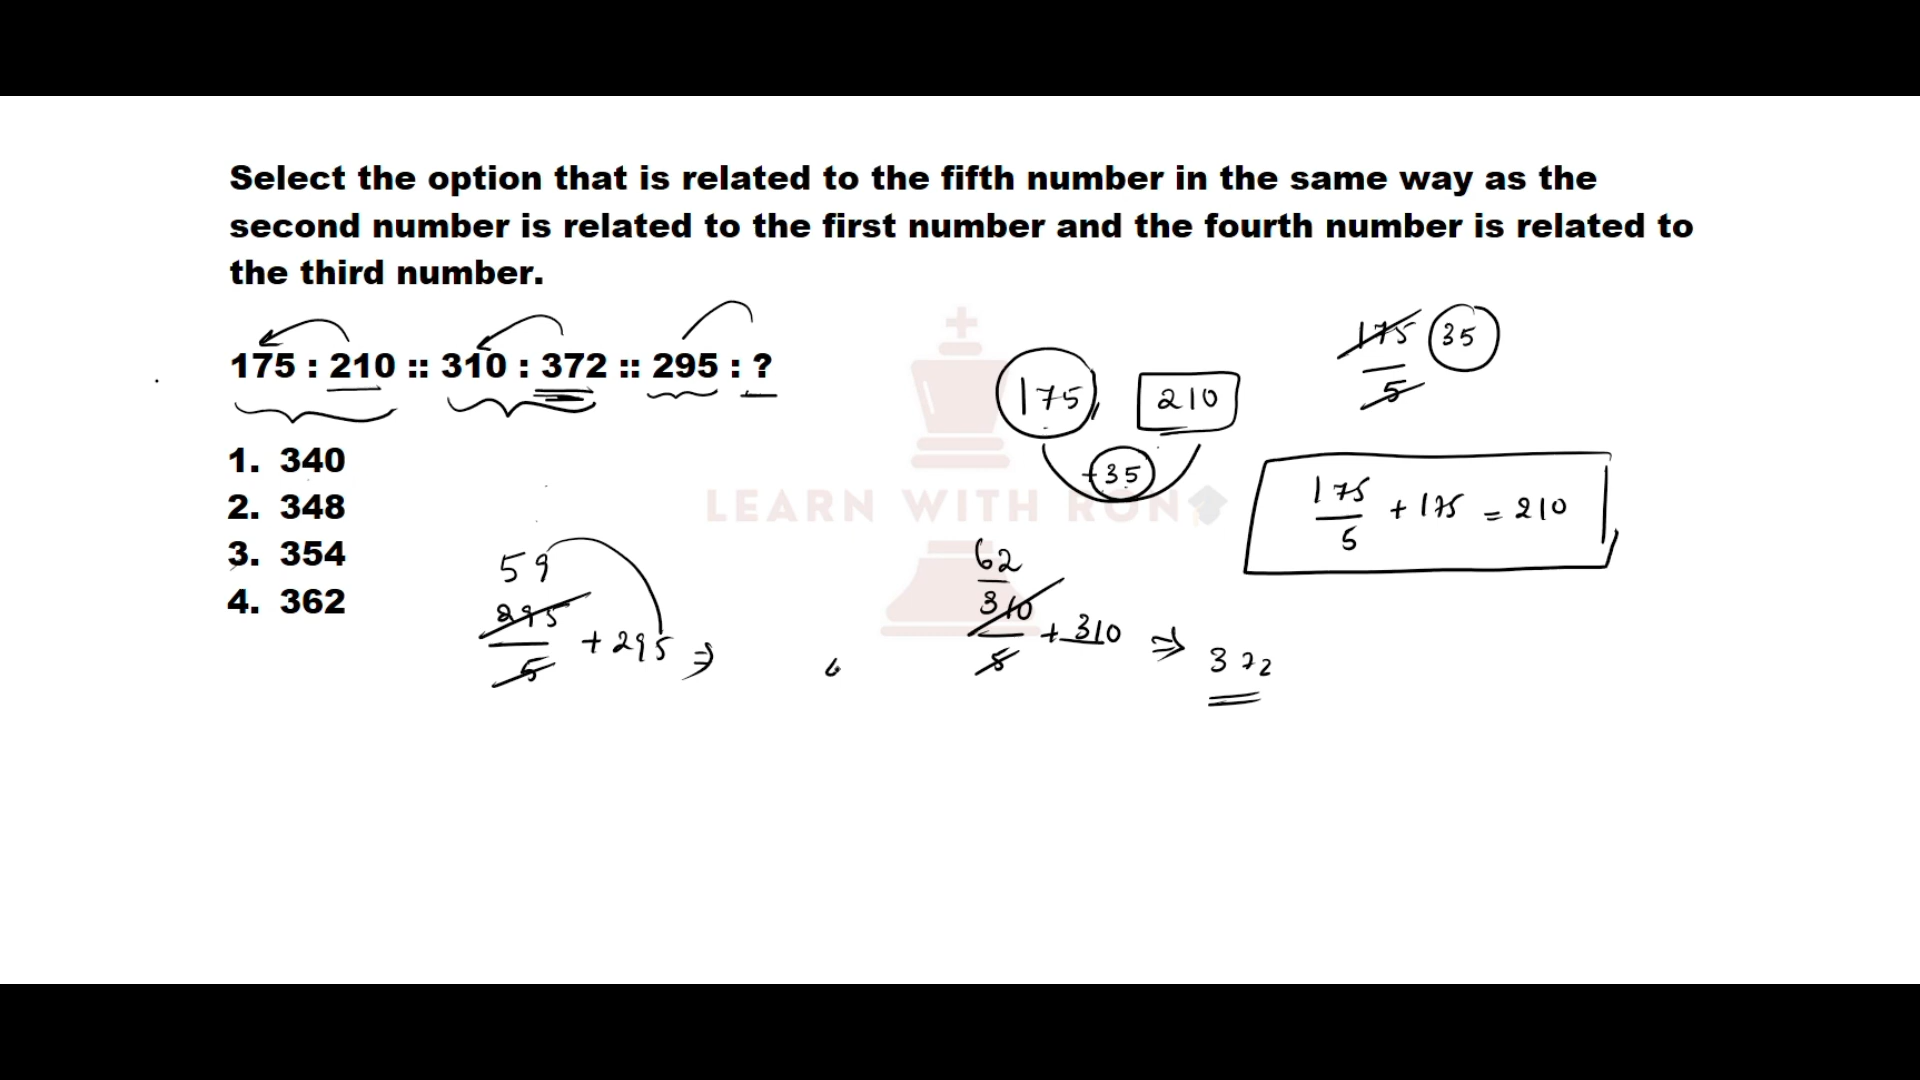 Select the option that is related to the fifth number in the same way as the
second number is related to the first number and the fourth number is related to
the third number.
175 : 210 :: 310 : 372 :: 295 : ?
1. 340
2. 348
3. 354
4. 362
175 210
+35
175 35
5
175/5 + 175 = 210
LEARN WITH RON
59
295/5 + 295 ⇒
6
62
310/5 + 310 ⇒ 372